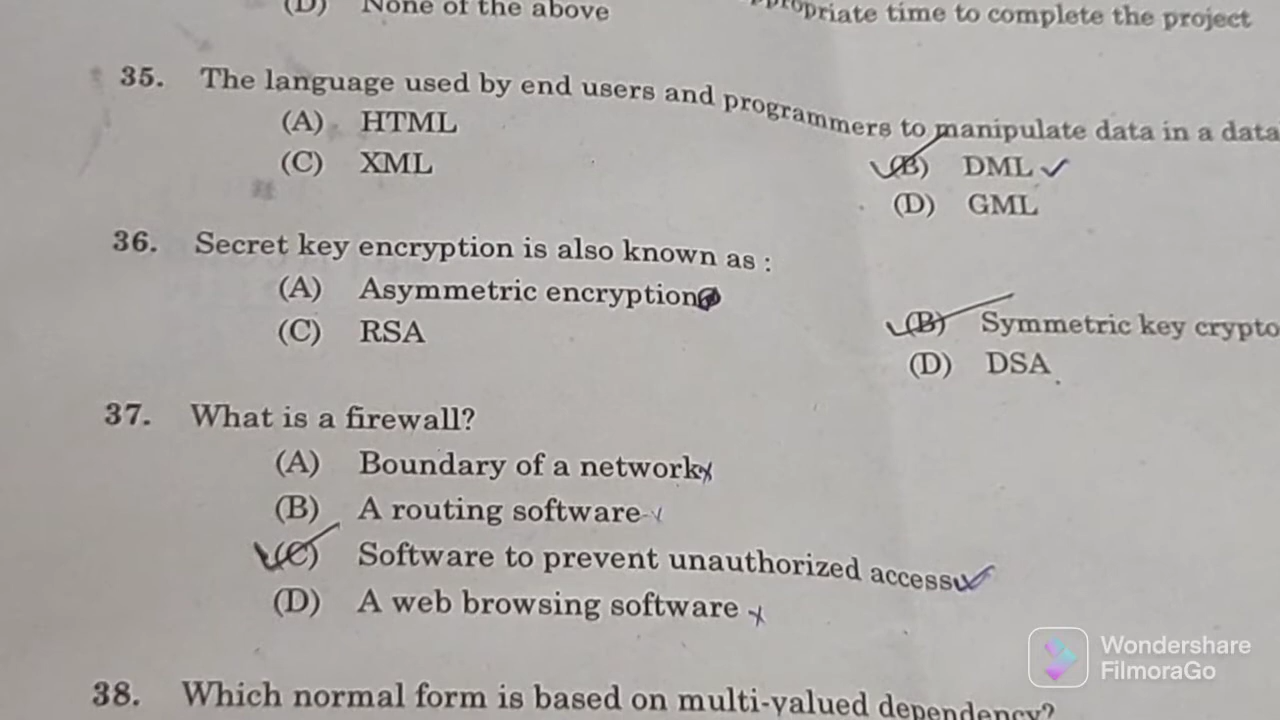 (D) None of the above
priate time to complete the project
35. The language used by end users and programmers to manipulate data in a data
(A) HTML
(B) DML
(C) XML
(D) GML
36. Secret key encryption is also known as :
(A) Asymmetric encryption
(B) Symmetric key crypto
(C) RSA
(D) DSA
37. What is a firewall?
(A) Boundary of a network
(B) A routing software
(C) Software to prevent unauthorized access
(D) A web browsing software
38. Which normal form is based on multi-valued dependency?
Wondershare
FilmoraGo